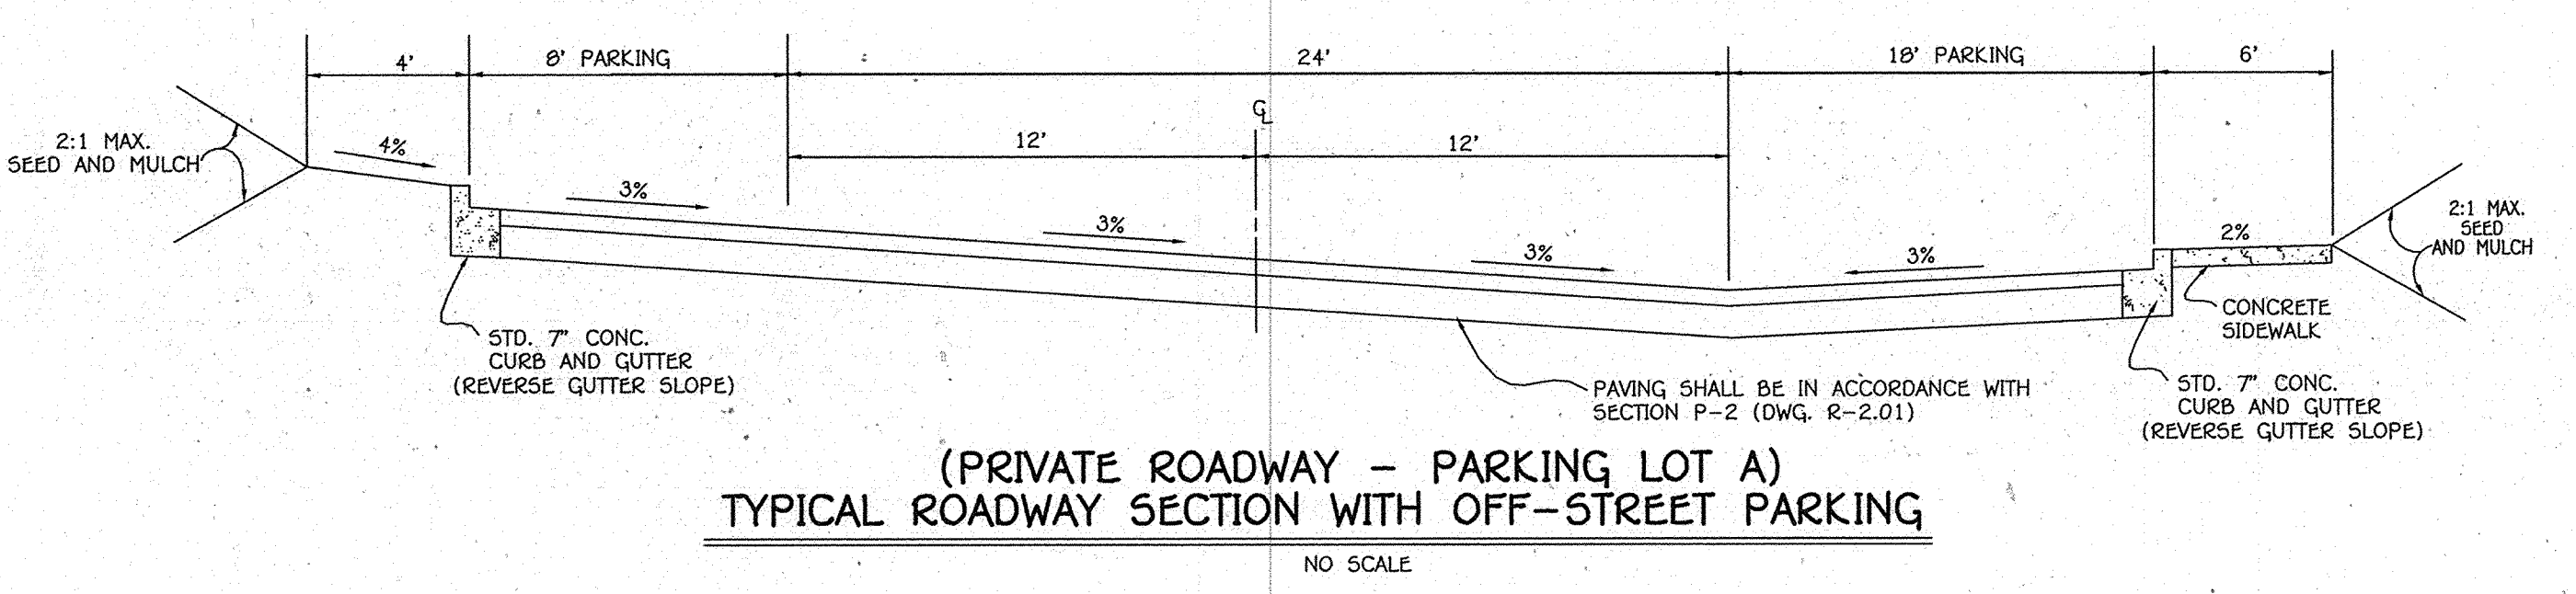 4'
8' PARKING
24'
18' PARKING
6'
℄
12'
12'
2:1 MAX.
SEED AND MULCH
4%
3%
3%
3%
3%
2%
2:1 MAX.
SEED
AND MULCH
STD. 7" CONC.
CURB AND GUTTER
(REVERSE GUTTER SLOPE)
PAVING SHALL BE IN ACCORDANCE WITH
SECTION P-2 (DWG. R-2.01)
CONCRETE
SIDEWALK
STD. 7" CONC.
CURB AND GUTTER
(REVERSE GUTTER SLOPE)
(PRIVATE ROADWAY - PARKING LOT A)
TYPICAL ROADWAY SECTION WITH OFF-STREET PARKING
NO SCALE